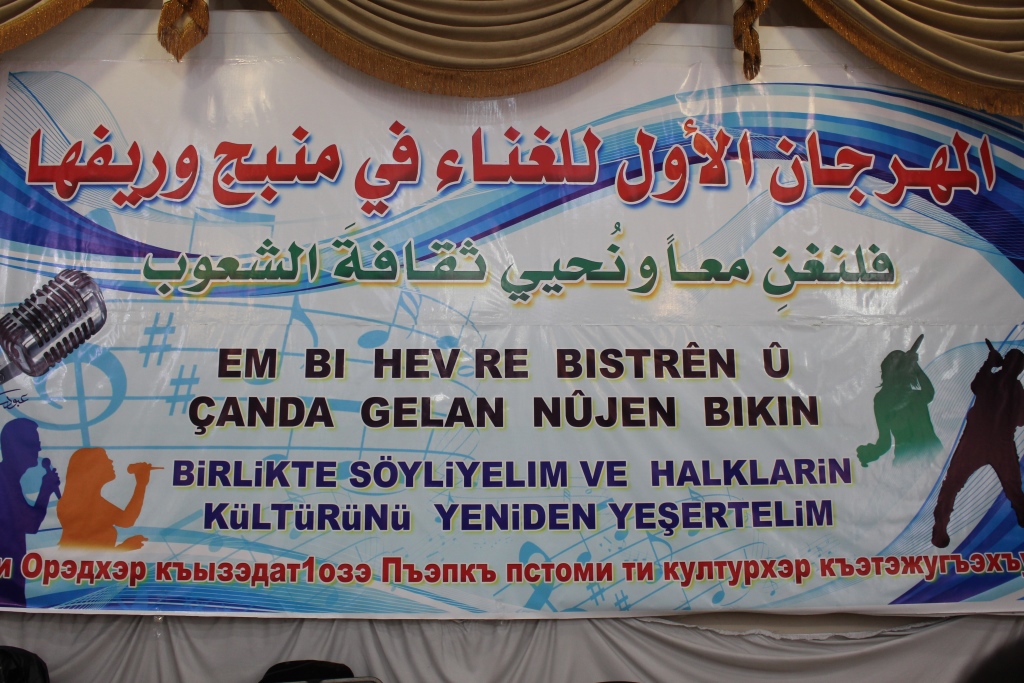 المهرجان الأول للغناء في منبج وريفها
فلنغنِ معاً ونُحيي ثقافةَ الشعوب
EM BI HEV RE BISTRÊN Û
ÇANDA GELAN NÛJEN BIKIN
BiRLiKTE SÖYLiYELIM VE HALKLARiN
KüLTÜRüNü YENiDEN YEŞERTELiM
и Орэдхэр къызэдат1озэ Пъэпкъ пстоми ти културхэр къэтэжугъэхъу